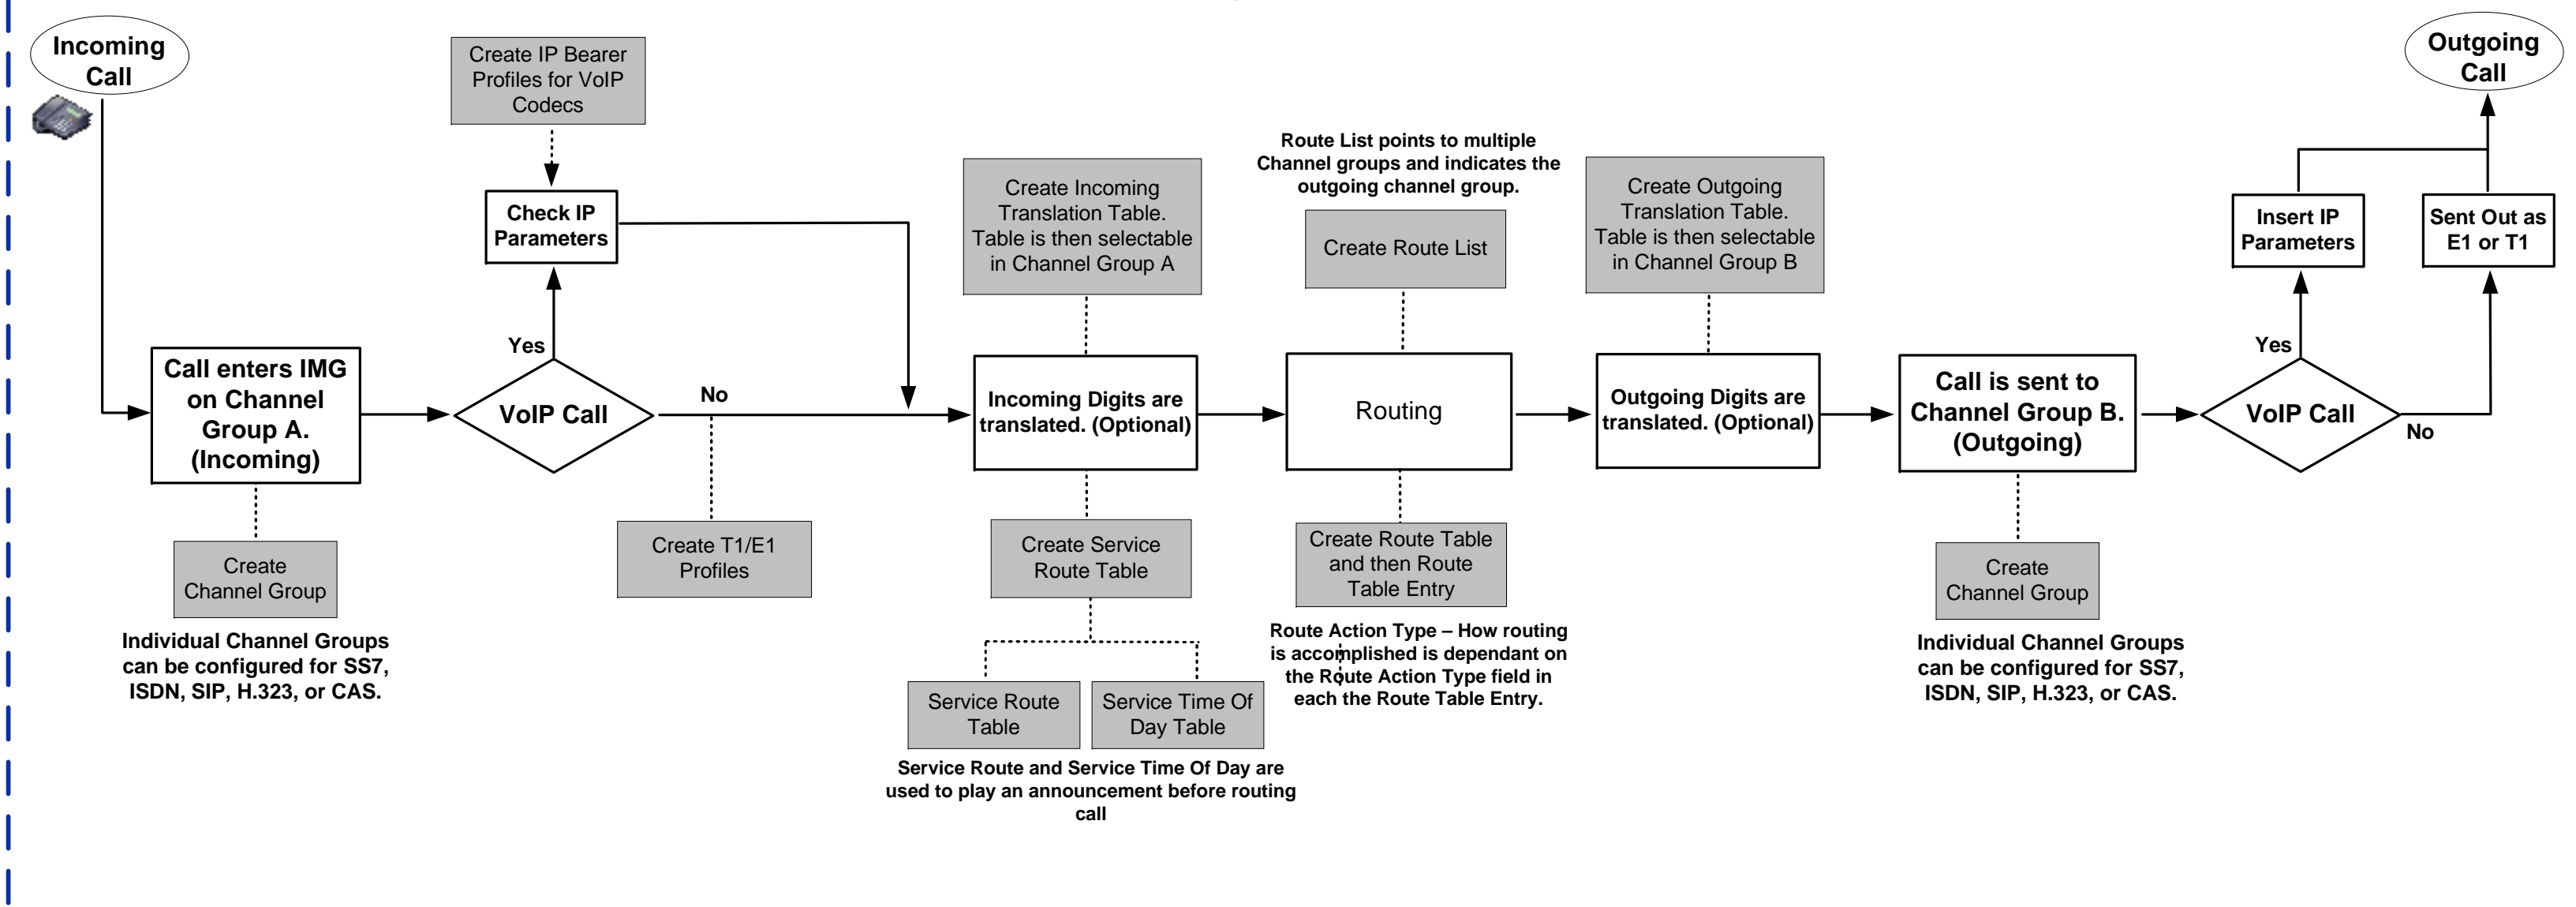 Incoming
Call
Create IP Bearer
Profiles for VoIP
Codecs
Check IP
Parameters
Yes
Call enters IMG
on Channel
Group A.
(Incoming)
VoIP Call
No
Create
Channel Group
Individual Channel Groups
can be configured for SS7,
ISDN, SIP, H.323, or CAS.
Create T1/E1
Profiles
Create Incoming
Translation Table.
Table is then selectable
in Channel Group A
Incoming Digits are
translated. (Optional)
Create Service
Route Table
Service Route
Table
Service Time Of
Day Table
Service Route and Service Time Of Day are
used to play an announcement before routing
call
Route List points to multiple
Channel groups and indicates the
outgoing channel group.
Create Route List
Routing
Create Route Table
and then Route
Table Entry
Route Action Type – How routing
is accomplished is dependant on
the Route Action Type field in
each the Route Table Entry.
Create Outgoing
Translation Table.
Table is then selectable
in Channel Group B
Outgoing Digits are
translated. (Optional)
Call is sent to
Channel Group B.
(Outgoing)
Create
Channel Group
Individual Channel Groups
can be configured for SS7,
ISDN, SIP, H.323, or CAS.
VoIP Call
Yes
No
Insert IP
Parameters
Sent Out as
E1 or T1
Outgoing
Call